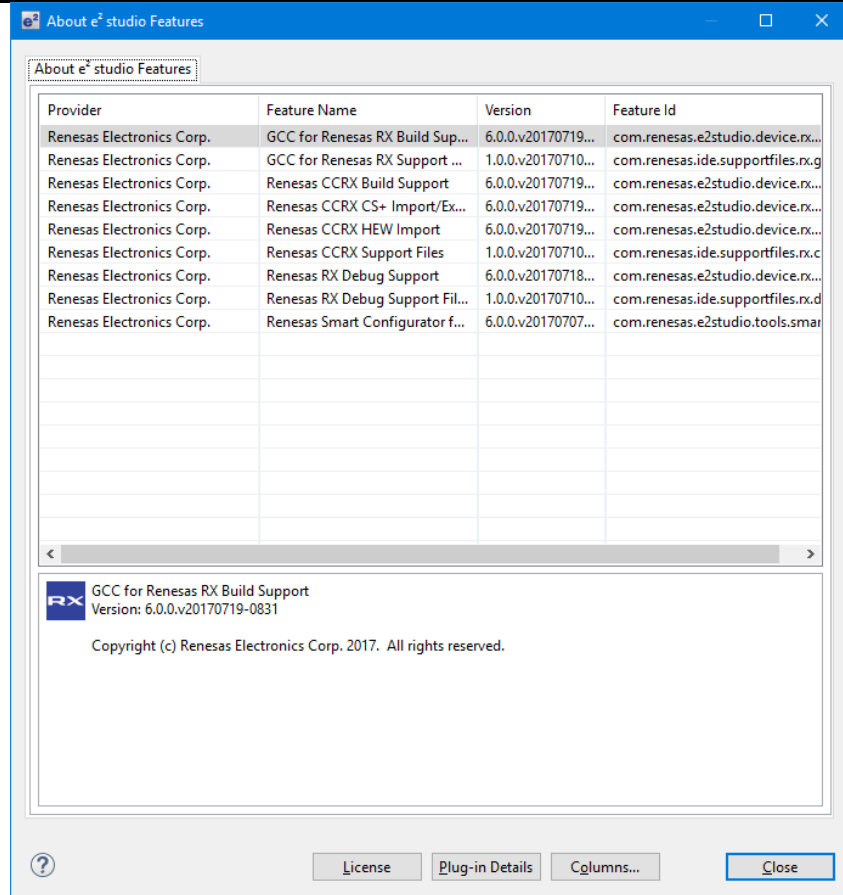 e² About e² studio Features
About e² studio Features
Provider Feature Name Version Feature Id
Renesas Electronics Corp. GCC for Renesas RX Build Sup... 6.0.0.v20170719... com.renesas.e2studio.device.rx...
Renesas Electronics Corp. GCC for Renesas RX Support ... 1.0.0.v20170710... com.renesas.ide.supportfiles.rx.g
Renesas Electronics Corp. Renesas CCRX Build Support 6.0.0.v20170719... com.renesas.e2studio.device.rx...
Renesas Electronics Corp. Renesas CCRX CS+ Import/Ex... 6.0.0.v20170719... com.renesas.e2studio.device.rx...
Renesas Electronics Corp. Renesas CCRX HEW Import 6.0.0.v20170719... com.renesas.e2studio.device.rx...
Renesas Electronics Corp. Renesas CCRX Support Files 1.0.0.v20170710... com.renesas.ide.supportfiles.rx.c
Renesas Electronics Corp. Renesas RX Debug Support 6.0.0.v20170718... com.renesas.e2studio.device.rx...
Renesas Electronics Corp. Renesas RX Debug Support Fil... 1.0.0.v20170710... com.renesas.ide.supportfiles.rx.d
Renesas Electronics Corp. Renesas Smart Configurator f... 6.0.0.v20170707... com.renesas.e2studio.tools.smar
RX GCC for Renesas RX Build Support
Version: 6.0.0.v20170719-0831
Copyright (c) Renesas Electronics Corp. 2017. All rights reserved.
? License Plug-in Details Columns... Close